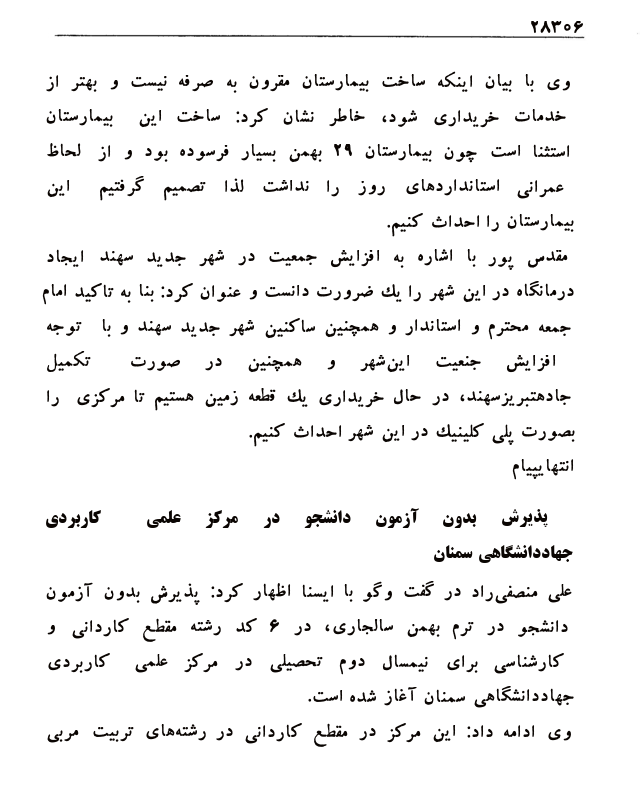 ۲۸۳۰۶
وی با بیان اینکه ساخت بیمارستان مقرون به صرفه نیست و بهتر از
خدمات خریداری شود، خاطر نشان کرد: ساخت این بیمارستان
استثنا است چون بیمارستان ۲۹ بهمن بسیار فرسوده بود و از لحاظ
عمرانی استانداردهای روز را نداشت لذا تصمیم گرفتیم این
بیمارستان را احداث کنیم.
مقدس پور با اشاره به افزایش جمعیت در شهر جدید سهند ایجاد
درمانگاه در این شهر را یك ضرورت دانست و عنوان کرد: بنا به تاکید امام
جمعه محترم و استاندار و همچنین ساکنین شهر جدید سهند و با توجه
افزایش جنعیت این‌شهر و همچنین در صورت تکمیل
جادهتبریزسهند، در حال خریداری یك قطعه زمین هستیم تا مرکزی را
بصورت پلی کلینیك در این شهر احداث کنیم.
انتهایپیام
پذیرش بدون آزمون دانشجو در مرکز علمی کاربردی
جهاددانشگاهی سمنان
علی منصفی‌راد در گفت وگو با ایسنا اظهار کرد: پذیرش بدون آزمون
دانشجو در ترم بهمن سالجاری، در ۶ کد رشته مقطع کاردانی و
کارشناسی برای نیمسال دوم تحصیلی در مرکز علمی کاربردی
جهاددانشگاهی سمنان آغاز شده است.
وی ادامه داد: این مرکز در مقطع کاردانی در رشته‌های تربیت مربی